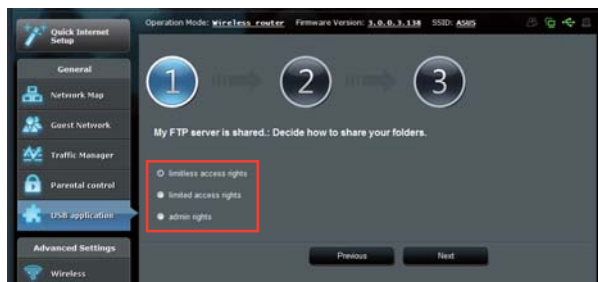 Quick Internet
Setup
Operation Mode: Wireless router Firmware Version: 3.0.0.3.138 SSID: ASUS
General
Network Map
Guest Network
Traffic Manager
Parental control
USB application
Advanced Settings
Wireless
1 2 3
My FTP server is shared.: Decide how to share your folders.
limitless access rights
limited access rights
admin rights
Previous Next